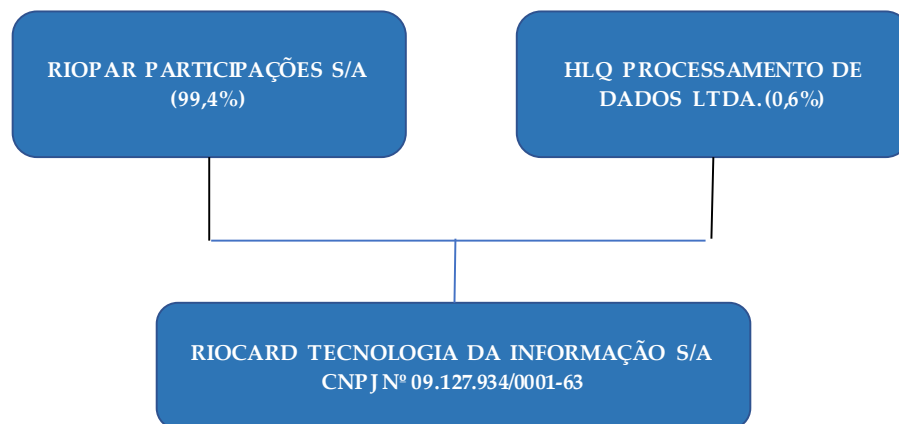 RIOPAR PARTICIPAÇÕES S/A
(99,4%)
HLQ PROCESSAMENTO DE
DADOS LTDA. (0,6%)
RIOCARD TECNOLOGIA DA INFORMAÇÃO S/A
CNPJ Nº 09.127.934/0001-63